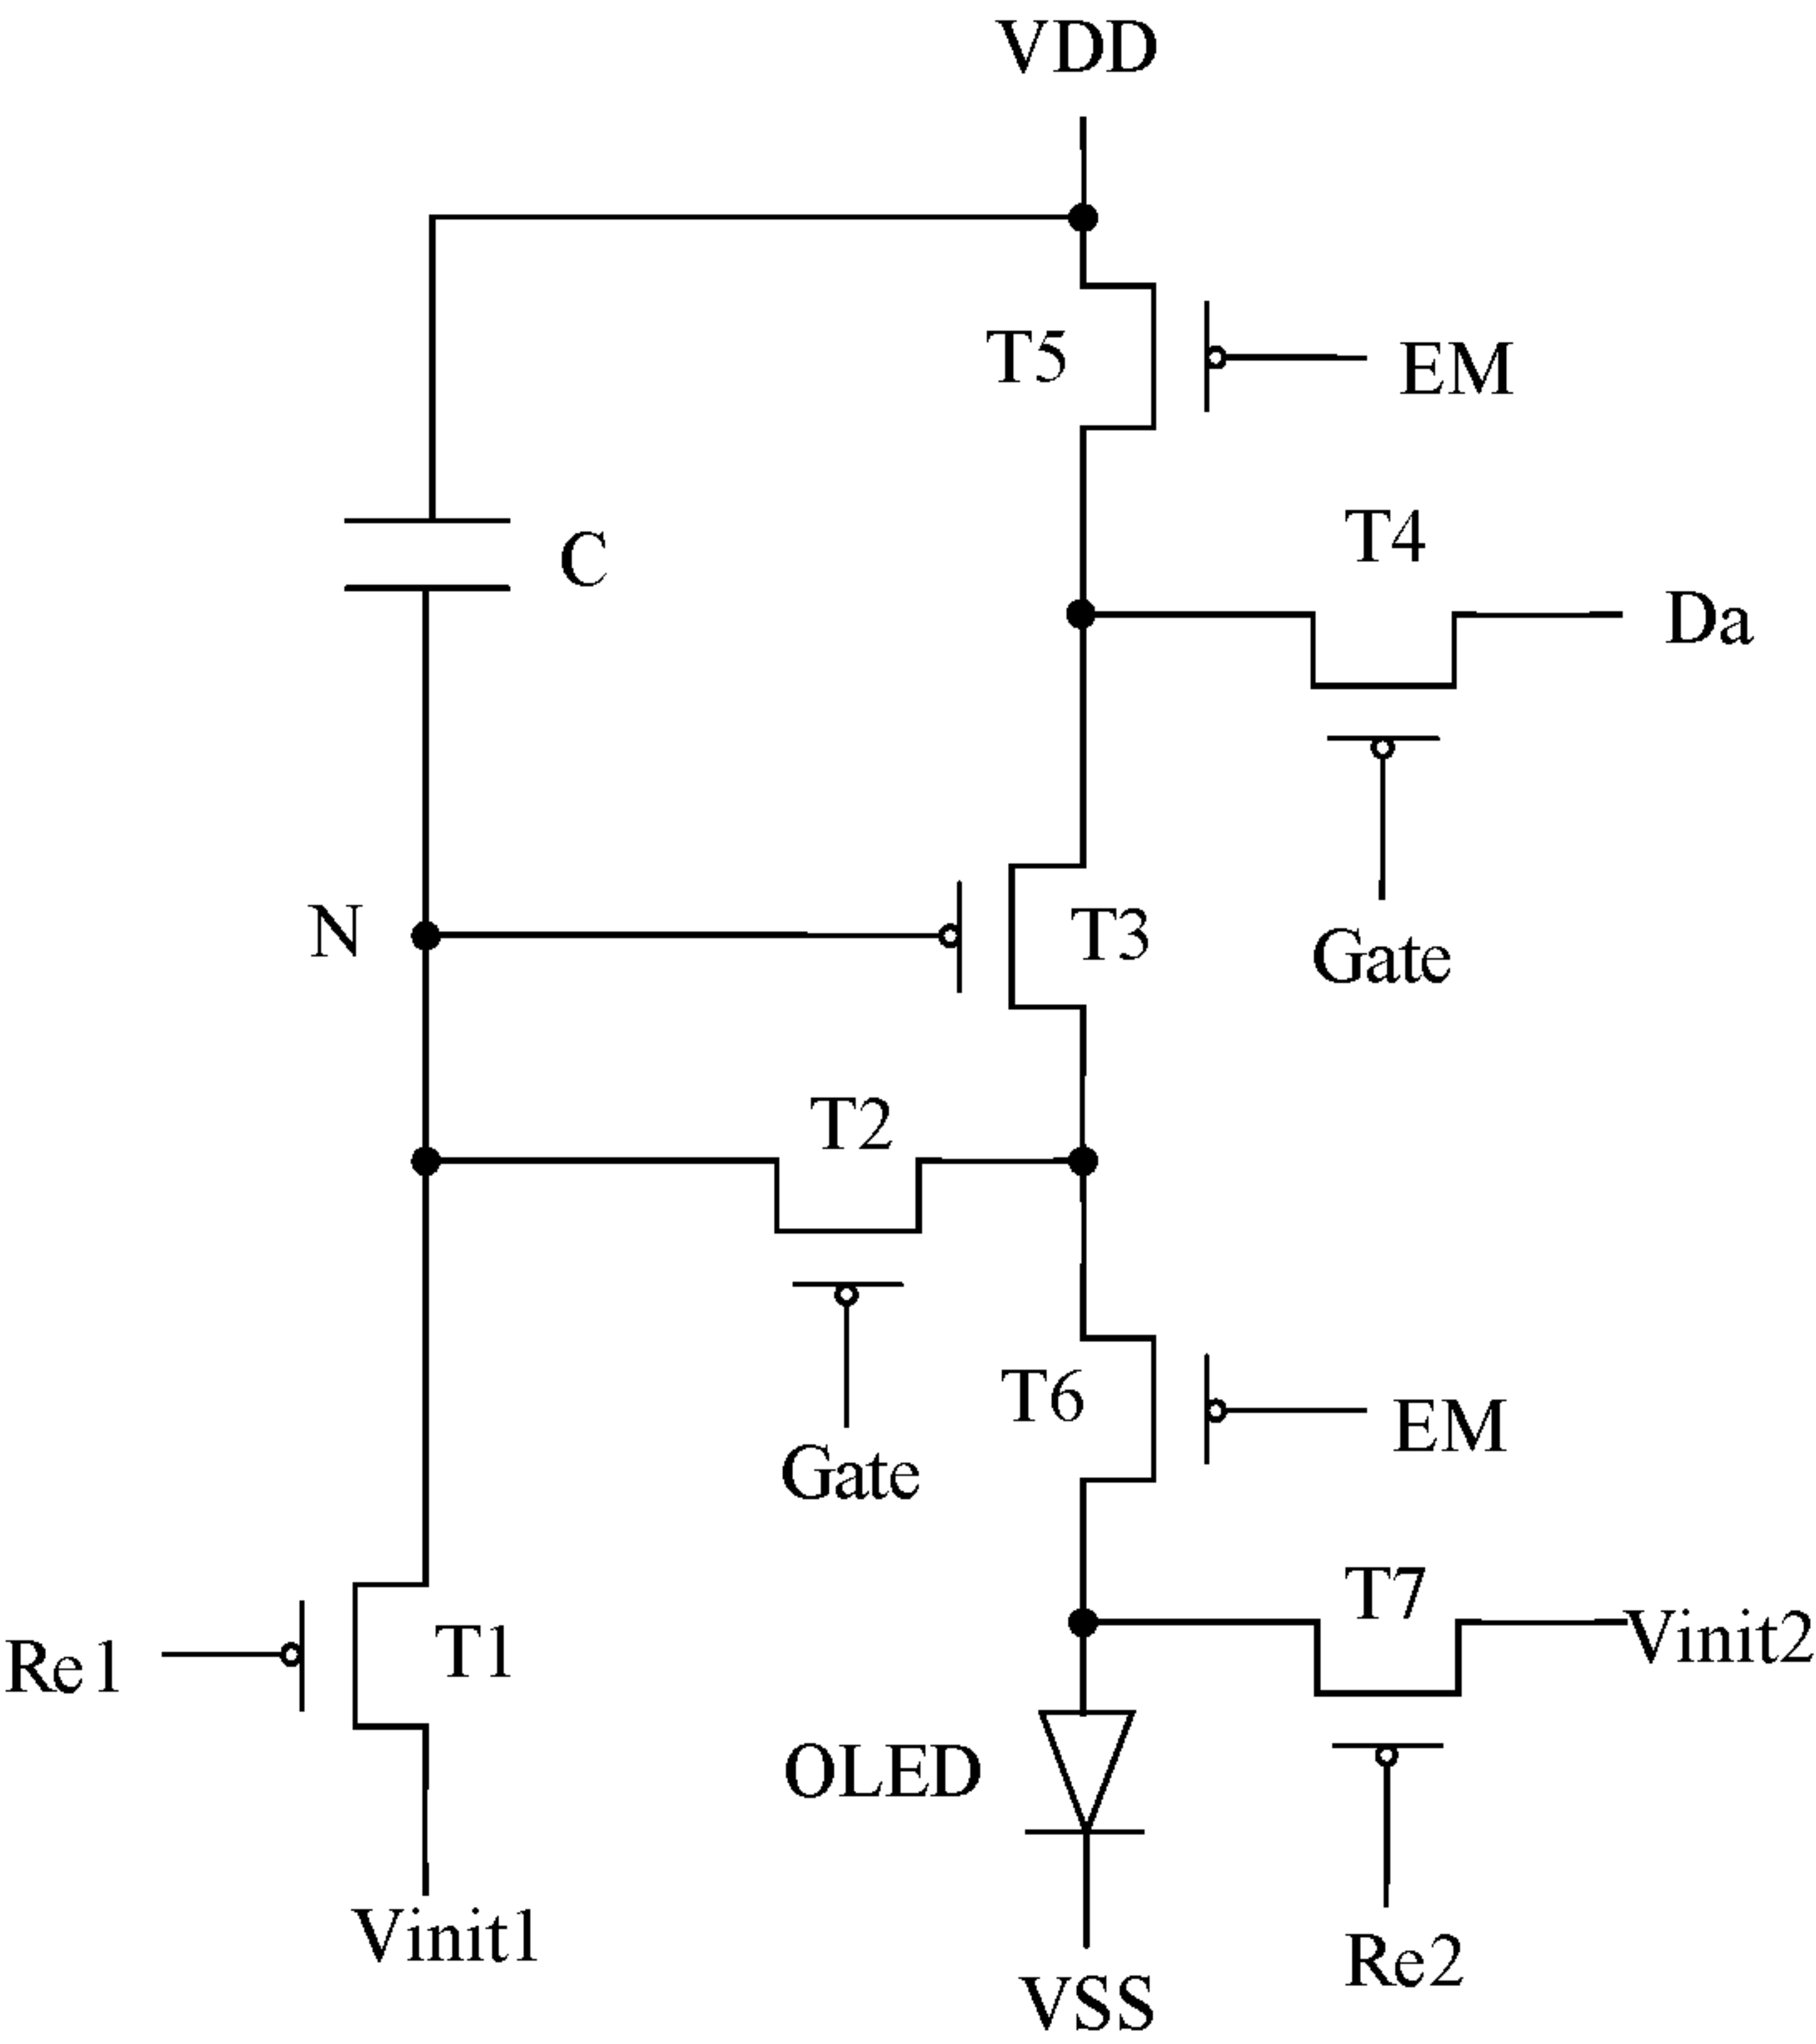 VDD
T5
EM
C
T4
Da
N
T3
Gate
T2
T6
EM
Gate
T7
Re1
T1
Vinit2
OLED
Vinit1
Re2
VSS